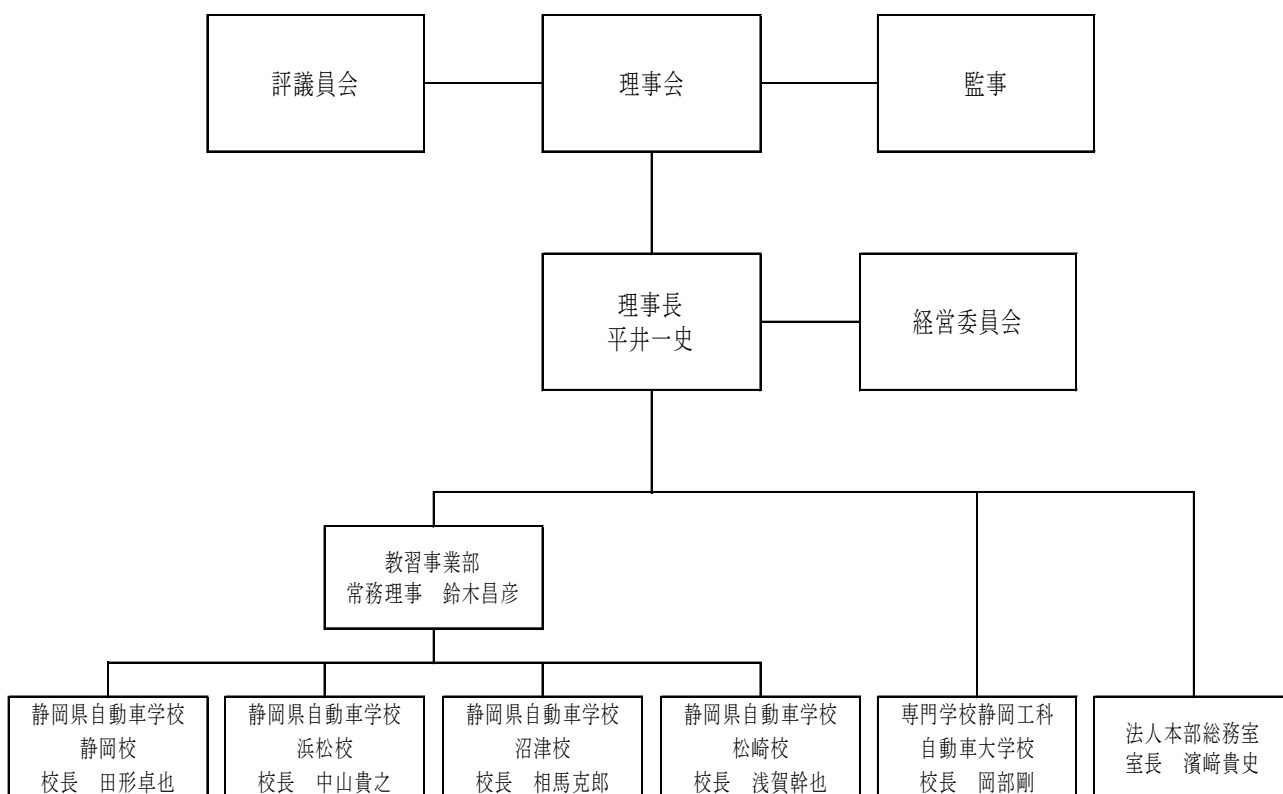 評議員会
理事会
監事
理事長
平井一史
経営委員会
教習事業部
常務理事　鈴木昌彦
静岡県自動車学校
静岡校
校長　田形卓也
静岡県自動車学校
浜松校
校長　中山貴之
静岡県自動車学校
沼津校
校長　相馬克郎
静岡県自動車学校
松崎校
校長　浅賀幹也
専門学校静岡工科
自動車大学校
校長　岡部剛
法人本部総務室
室長　濱﨑貴史